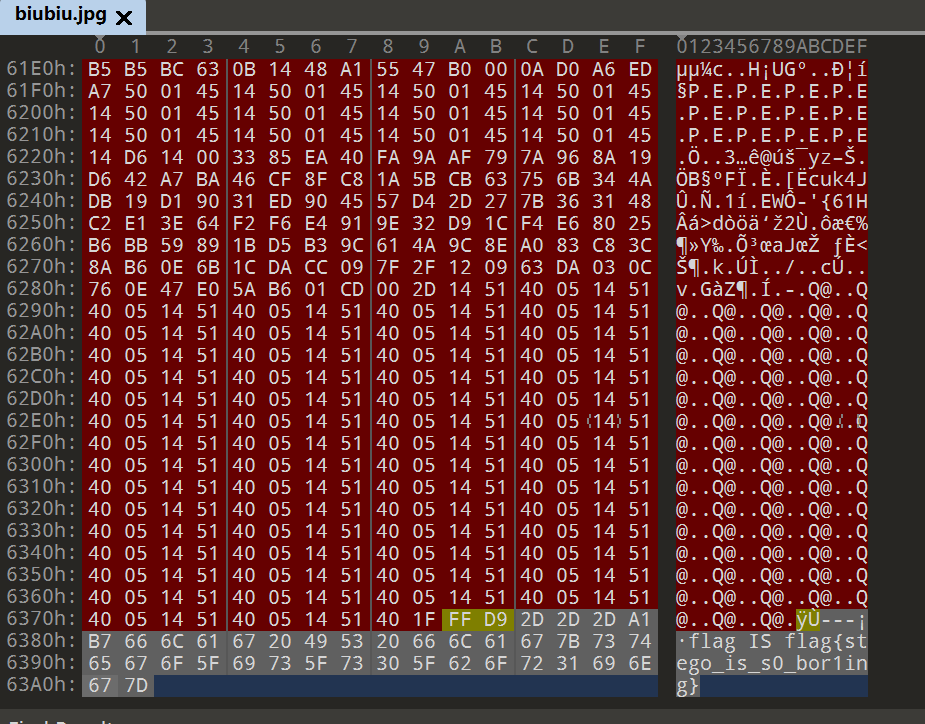 biubiu.jpg ×
0 1 2 3 4 5 6 7 8 9 A B C D E F 0123456789ABCDEF
61E0h: B5 B5 BC 63 0B 14 48 A1 55 47 B0 00 0A D0 A6 ED µµ¼c..H¡UG°..Ð¦í
61F0h: A7 50 01 45 14 50 01 45 14 50 01 45 14 50 01 45 §P.E.P.E.P.E.P.E
6200h: 14 50 01 45 14 50 01 45 14 50 01 45 14 50 01 45 .P.E.P.E.P.E.P.E
6210h: 14 50 01 45 14 50 01 45 14 50 01 45 14 50 01 45 .P.E.P.E.P.E.P.E
6220h: 14 D6 14 00 33 85 EA 40 FA 9A AF 79 7A 96 8A 19 .Ö..3…ê@úš¯yz–Š.
6230h: D6 42 A7 BA 46 CF 8F C8 1A 5B CB 63 75 6B 34 4A ÖB§ºFÏ.È.[Ëcuk4J
6240h: DB 19 D1 90 31 ED 90 45 57 D4 2D 27 7B 36 31 48 Û.Ñ.1í.EWÔ-'{61H
6250h: C2 E1 3E 64 F2 F6 E4 91 9E 32 D9 1C F4 E6 80 25 Âá>dòöä‘ž2Ù.ôæ€%
6260h: B6 BB 59 89 1B D5 B3 9C 61 4A 9C 8E A0 83 C8 3C ¶»Y‰.Õ³œaJœŽ ƒÈ<
6270h: 8A B6 0E 6B 1C DA CC 09 7F 2F 12 09 63 DA 03 0C Š¶.k.ÚÌ../..cÚ..
6280h: 76 0E 47 E0 5A B6 01 CD 00 2D 14 51 40 05 14 51 v.GàZ¶.Í.-.Q@..Q
6290h: 40 05 14 51 40 05 14 51 40 05 14 51 40 05 14 51 @..Q@..Q@..Q@..Q
62A0h: 40 05 14 51 40 05 14 51 40 05 14 51 40 05 14 51 @..Q@..Q@..Q@..Q
62B0h: 40 05 14 51 40 05 14 51 40 05 14 51 40 05 14 51 @..Q@..Q@..Q@..Q
62C0h: 40 05 14 51 40 05 14 51 40 05 14 51 40 05 14 51 @..Q@..Q@..Q@..Q
62D0h: 40 05 14 51 40 05 14 51 40 05 14 51 40 05 14 51 @..Q@..Q@..Q@..Q
62E0h: 40 05 14 51 40 05 14 51 40 05 14 51 40 05 14 51 @..Q@..Q@..Q@..Q
62F0h: 40 05 14 51 40 05 14 51 40 05 14 51 40 05 14 51 @..Q@..Q@..Q@..Q
6300h: 40 05 14 51 40 05 14 51 40 05 14 51 40 05 14 51 @..Q@..Q@..Q@..Q
6310h: 40 05 14 51 40 05 14 51 40 05 14 51 40 05 14 51 @..Q@..Q@..Q@..Q
6320h: 40 05 14 51 40 05 14 51 40 05 14 51 40 05 14 51 @..Q@..Q@..Q@..Q
6330h: 40 05 14 51 40 05 14 51 40 05 14 51 40 05 14 51 @..Q@..Q@..Q@..Q
6340h: 40 05 14 51 40 05 14 51 40 05 14 51 40 05 14 51 @..Q@..Q@..Q@..Q
6350h: 40 05 14 51 40 05 14 51 40 05 14 51 40 05 14 51 @..Q@..Q@..Q@..Q
6360h: 40 05 14 51 40 05 14 51 40 05 14 51 40 05 14 51 @..Q@..Q@..Q@..Q
6370h: 40 05 14 51 40 05 14 51 40 1F FF D9 2D 2D 2D A1 @..Q@..Q@.ÿÙ---¡
6380h: B7 66 6C 61 67 20 49 53 20 66 6C 61 67 7B 73 74 ·flag IS flag{st
6390h: 65 67 6F 5F 69 73 5F 73 30 5F 62 6F 72 31 69 6E ego_is_s0_bor1in
63A0h: 67 7D g}